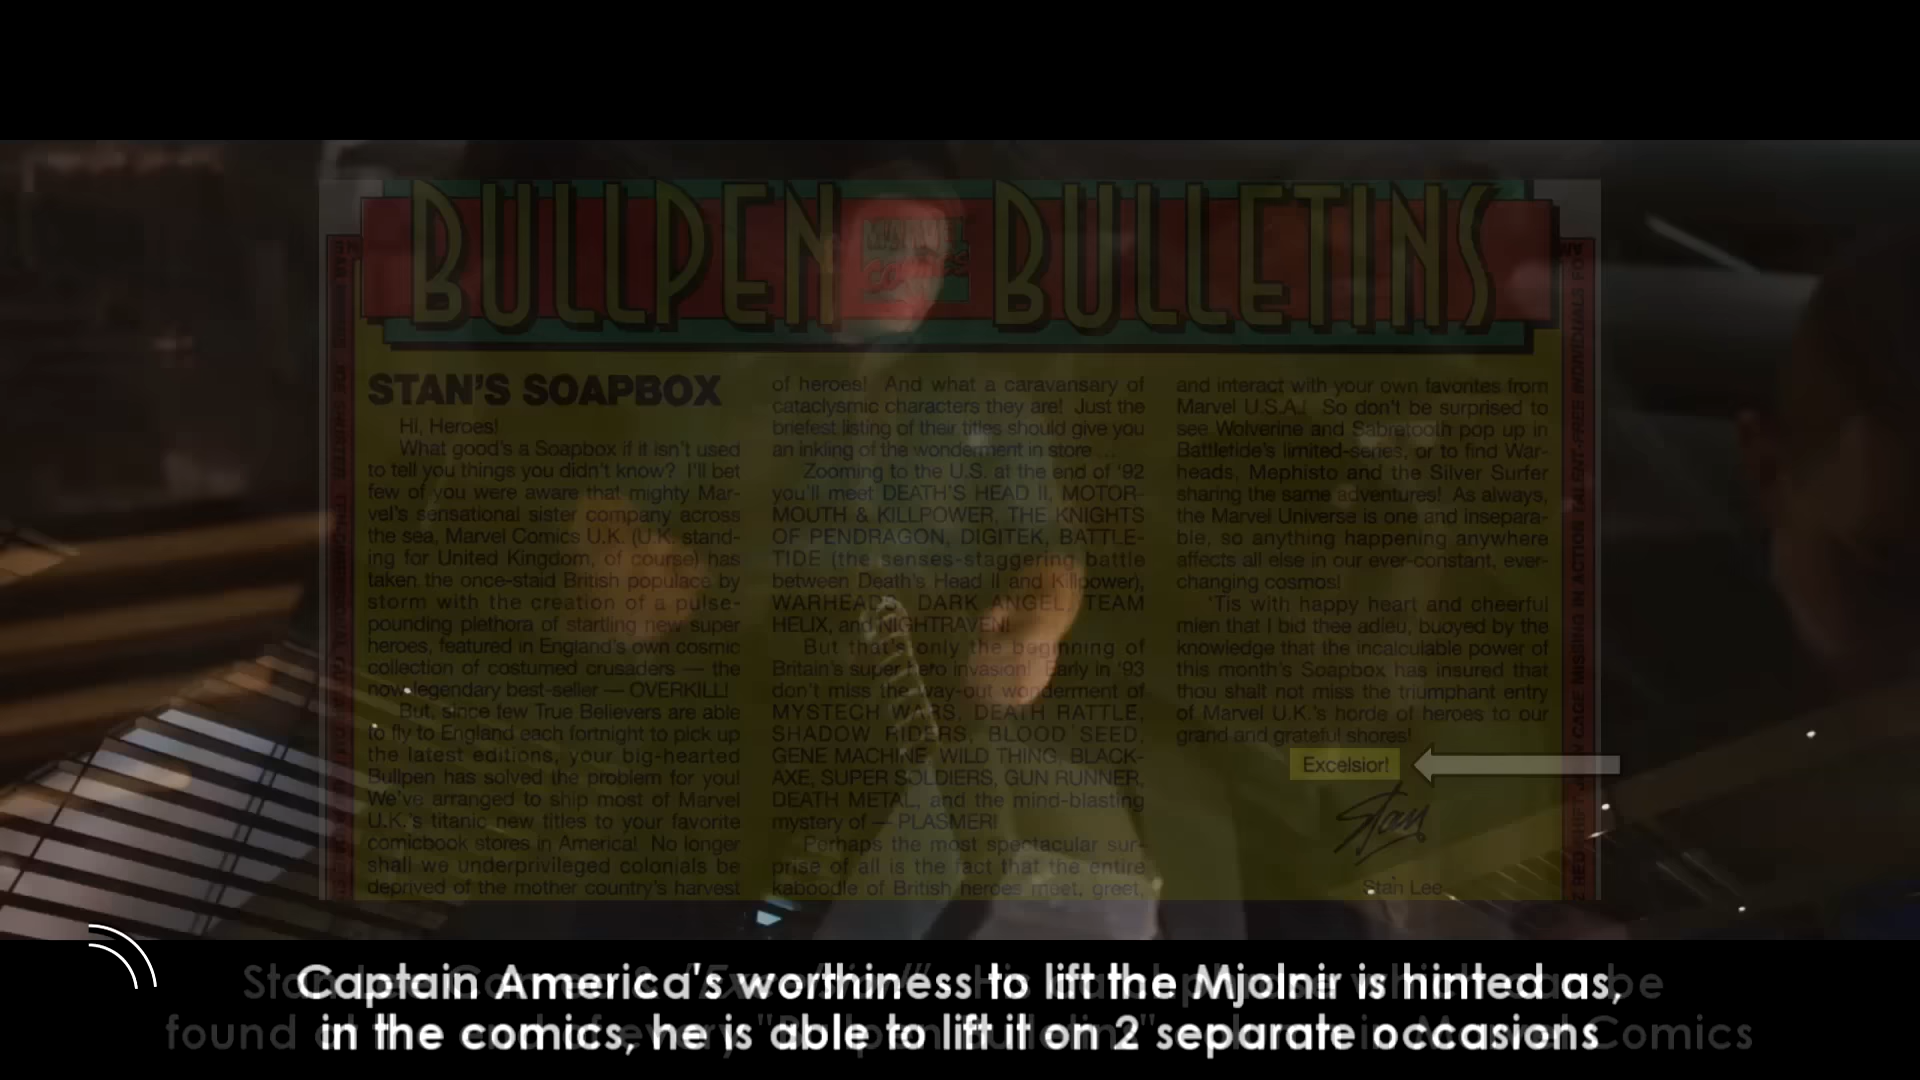 BULLPEN MARVEL COMICS BULLETINS
STAN'S SOAPBOX
Hi, Heroes!
What good's a Soapbox if it isn't used
to tell you things you didn't know? I'll bet
few of you were aware that mighty Mar-
vel's sensational sister company across
the sea, Marvel Comics U.K. (U.K. stand-
ing for United Kingdom, of course) has
taken the once-staid British populace by
storm with the creation of a pulse-
pounding plethora of startling new super
heroes, featured in England's own cosmic
collection of costumed crusaders — the
now-legendary best-seller — OVERKILL!
But, since few True Believers are able
to fly to England each fortnight to pick up
the latest editions, your big-hearted
Bullpen has solved the problem for you!
We've arranged to ship most of Marvel
U.K.'s titanic new titles to your favorite
comicbook stores in America! No longer
shall we underprivileged colonials be
deprived of the mother country's harvest
of heroes! And what a caravansary of
cataclysmic characters they are! Just the
briefest listing of their titles should give you
an inkling of the wonderment in store ...
Zooming to the U.S. at the end of '92
you'll meet DEATH'S HEAD II, MOTOR-
MOUTH & KILLPOWER, THE KNIGHTS
OF PENDRAGON, DIGITEK, BATTLE-
TIDE (the senses-staggering battle
between Death's Head II and Killpower),
WARHEADS, DARK ANGEL, TEAM
HELIX, and NIGHTRAVEN!
But that's only the beginning of
Britain's super hero invasion! Early in '93
don't miss the way-out wonderment of
MYSTECH WARS, DEATH RATTLE,
SHADOW RIDERS, BLOOD SEED,
GENE MACHINE, WILD THING, BLACK-
AXE, SUPER SOLDIERS, GUN RUNNER,
DEATH METAL, and the mind-blasting
mystery of — PLASMER!
Perhaps the most spectacular sur-
prise of all is the fact that the entire
kaboodle of British heroes meet, greet,
and interact with your own favorites from
Marvel U.S.A.! So don't be surprised to
see Wolverine and Sabretooth pop up in
Battletide's limited-series, or to find War-
heads, Mephisto and the Silver Surfer
sharing the same adventures! As always,
the Marvel Universe is one and insepara-
ble, so anything happening anywhere
affects all else in our ever-constant, ever-
changing cosmos!
'Tis with happy heart and cheerful
mien that I bid thee adieu, buoyed by the
knowledge that the incalculable power of
this month's Soapbox has insured that
thou shalt not miss the triumphant entry
of Marvel U.K.'s horde of heroes to our
grand and grateful shores!
Excelsior!
Stan
Stan Lee
Captain America's worthiness to lift the Mjolnir is hinted as,
in the comics, he is able to lift it on 2 separate occasions